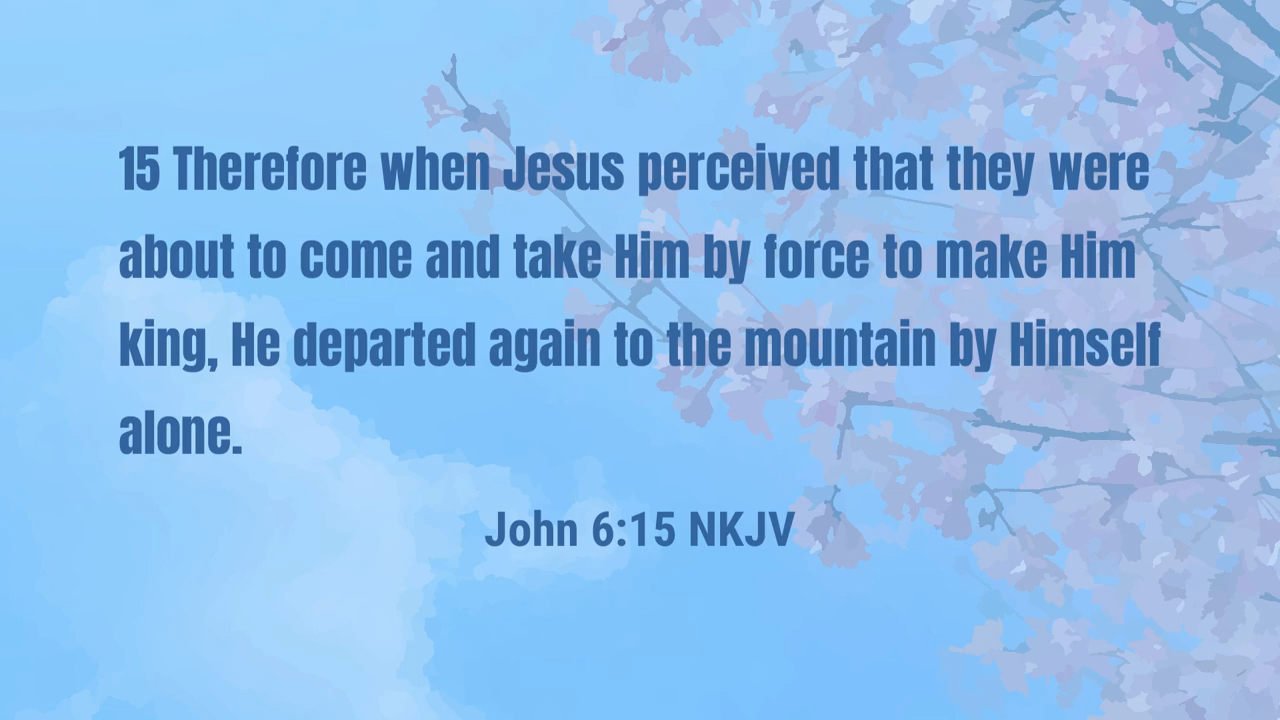 15 Therefore when Jesus perceived that they were
about to come and take Him by force to make Him
king, He departed again to the mountain by Himself
alone.
John 6:15 NKJV